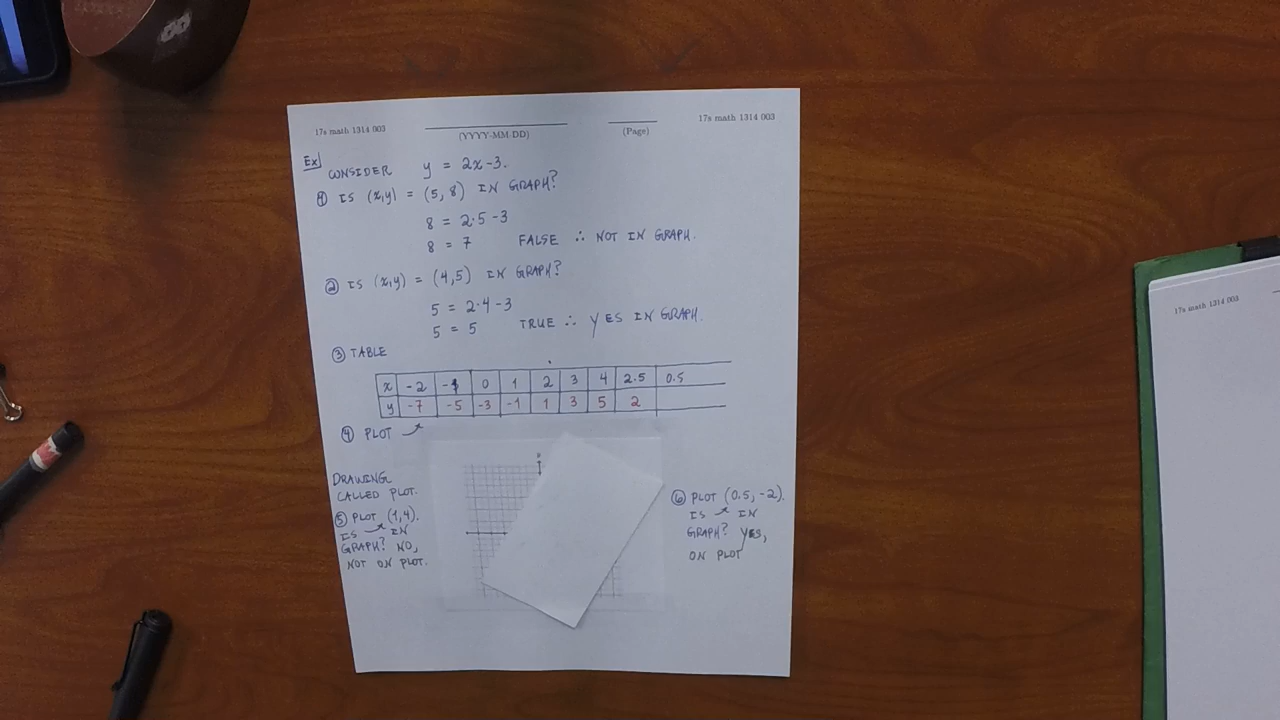 17s math 1314 003 (YYYY-MM-DD) (Page) 17s math 1314 003
Ex CONSIDER y = 2x-3.
① IS (x,y) = (5, 8) IN GRAPH?
8 = 2·5-3
8 = 7 FALSE ∴ NOT IN GRAPH.
② IS (x,y) = (4,5) IN GRAPH?
5 = 2·4-3
5 = 5 TRUE ∴ YES IN GRAPH.
③ TABLE
x -2 -1 0 1 2 3 4 2.5 0.5
y -7 -5 -3 -1 1 3 5 2
④ PLOT
DRAWING
CALLED PLOT.
⑤ PLOT (1,4).
IS IN
GRAPH? NO,
NOT ON PLOT.
⑥ PLOT (0.5, -2).
IS IN
GRAPH? YES,
ON PLOT
17s math 1314 003